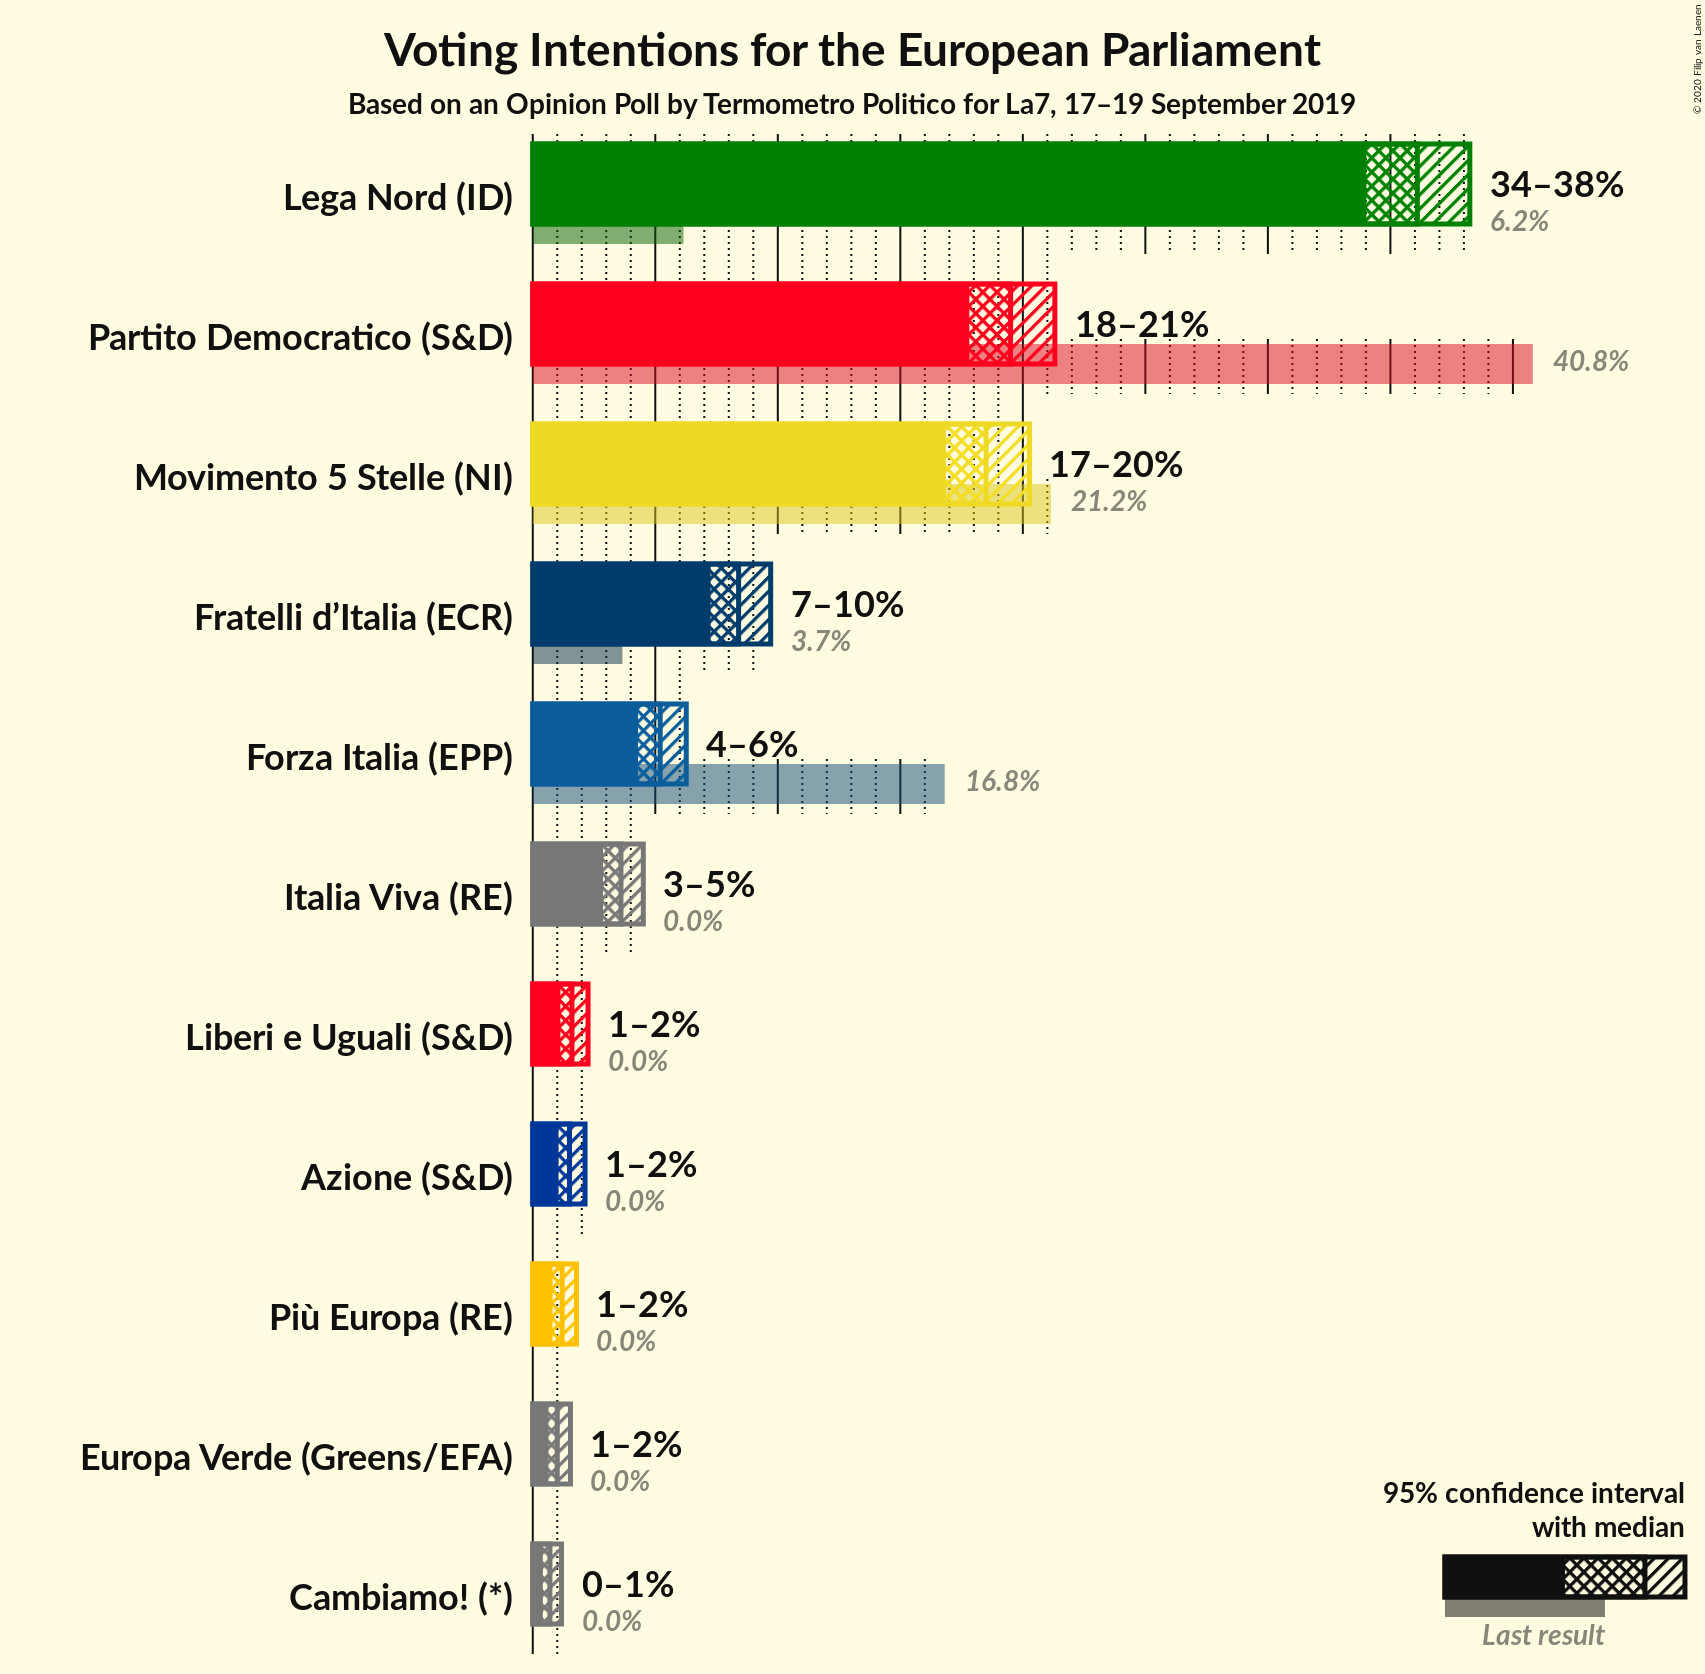 Voting Intentions for the European Parliament
Based on an Opinion Poll by Termometro Politico for La7, 17–19 September 2019
© 2020 Filip van Laenen
Lega Nord (ID)
34–38%
6.2%
Partito Democratico (S&D)
18–21%
40.8%
Movimento 5 Stelle (NI)
17–20%
21.2%
Fratelli d’Italia (ECR)
7–10%
3.7%
Forza Italia (EPP)
4–6%
16.8%
Italia Viva (RE)
3–5%
0.0%
Liberi e Uguali (S&D)
1–2%
0.0%
Azione (S&D)
1–2%
0.0%
Più Europa (RE)
1–2%
0.0%
Europa Verde (Greens/EFA)
1–2%
0.0%
Cambiamo! (*)
0–1%
0.0%
95% confidence interval
with median
Last result